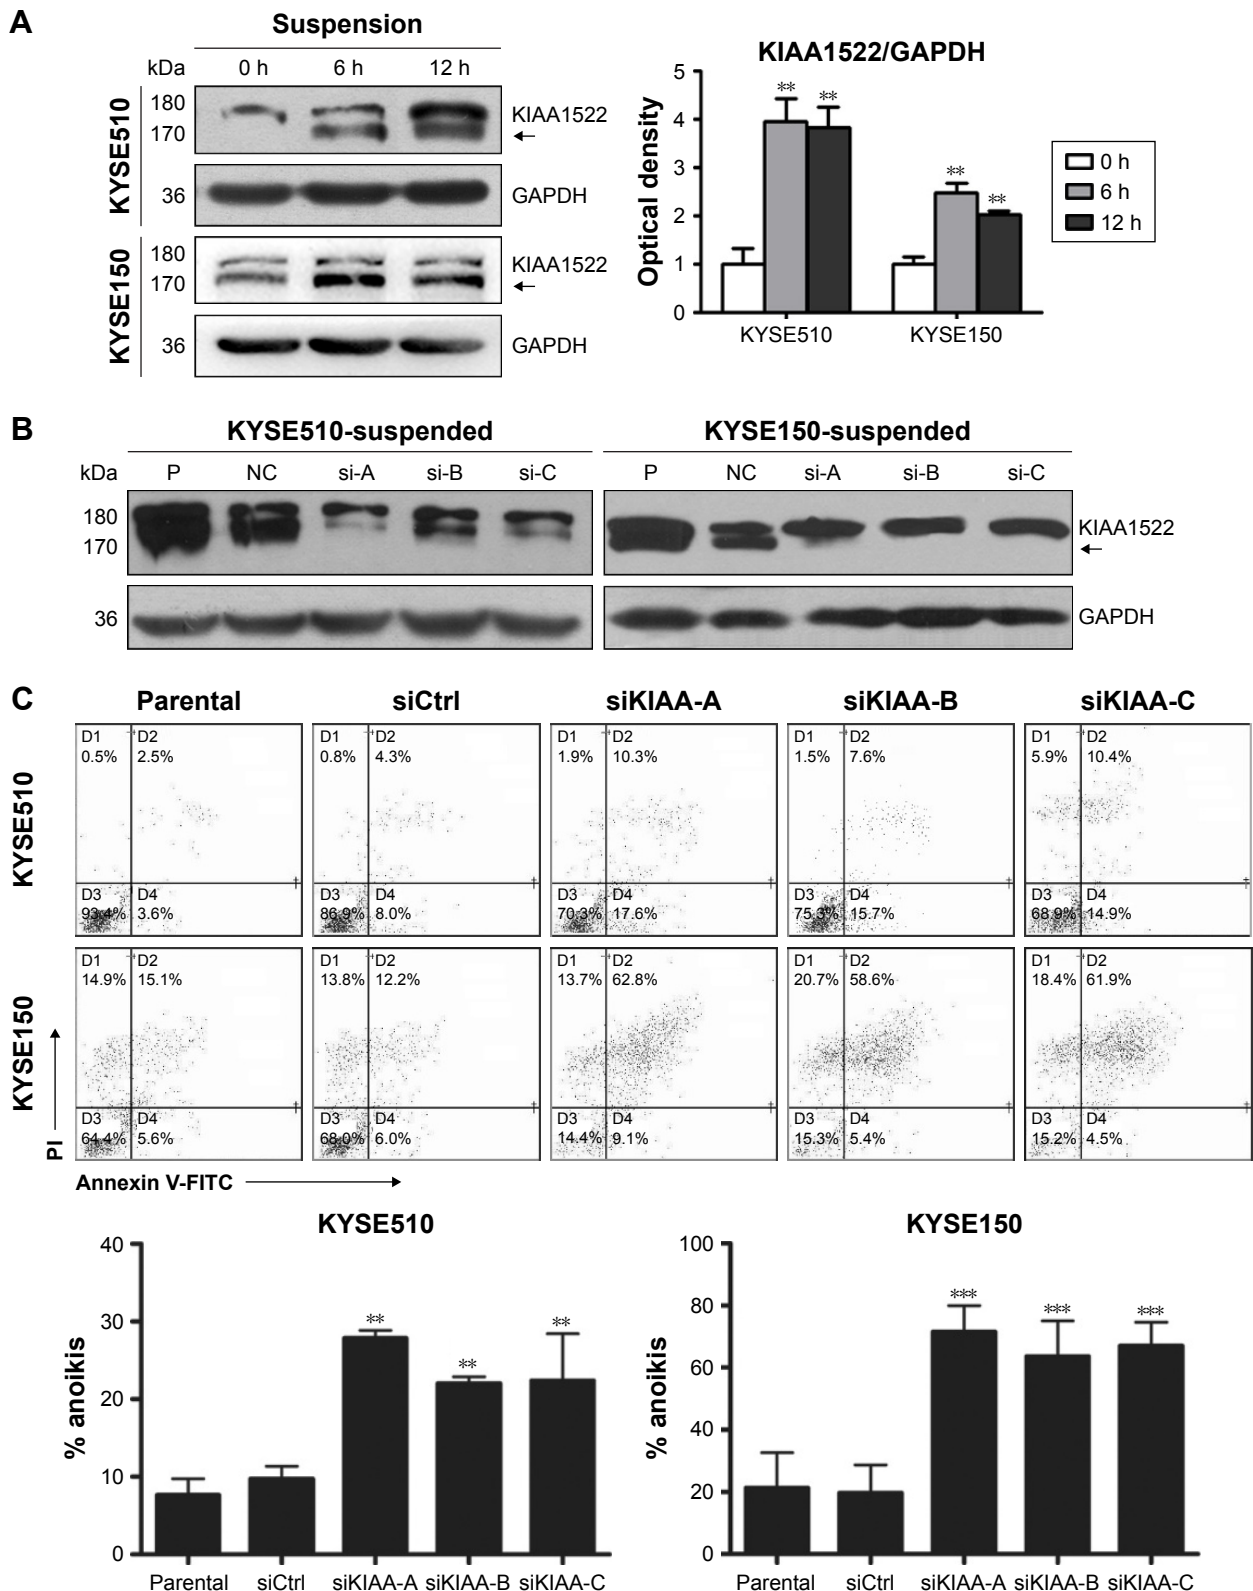 A
Suspension
kDa 0 h 6 h 12 h
KYSE510
180
170
KIAA1522
36
GAPDH
KYSE150
180
170
KIAA1522
36
GAPDH
KIAA1522/GAPDH
Optical density
5
4
3
2
1
0
** ** ** **
KYSE510 KYSE150
0 h
6 h
12 h
B
KYSE510-suspended KYSE150-suspended
kDa P NC si-A si-B si-C P NC si-A si-B si-C
180
170
KIAA1522
36
GAPDH
C
Parental siCtrl siKIAA-A siKIAA-B siKIAA-C
KYSE510
D1 D2 D1 D2 D1 D2 D1 D2 D1 D2
0.5% 2.5% 0.8% 4.3% 1.9% 10.3% 1.5% 7.6% 5.9% 10.4%
D3 D4 D3 D4 D3 D4 D3 D4 D3 D4
93.4% 3.6% 86.9% 8.0% 70.3% 17.6% 75.3% 15.7% 68.9% 14.9%
KYSE150
D1 D2 D1 D2 D1 D2 D1 D2 D1 D2
14.9% 15.1% 13.8% 12.2% 13.7% 62.8% 20.7% 58.6% 18.4% 61.9%
D3 D4 D3 D4 D3 D4 D3 D4 D3 D4
64.4% 5.6% 68.0% 6.0% 14.4% 9.1% 15.3% 5.4% 15.2% 4.5%
PI
Annexin V-FITC
KYSE510
% anoikis
40
30
20
10
0
** ** **
Parental siCtrl siKIAA-A siKIAA-B siKIAA-C
KYSE150
% anoikis
100
80
60
40
20
0
*** *** ***
Parental siCtrl siKIAA-A siKIAA-B siKIAA-C